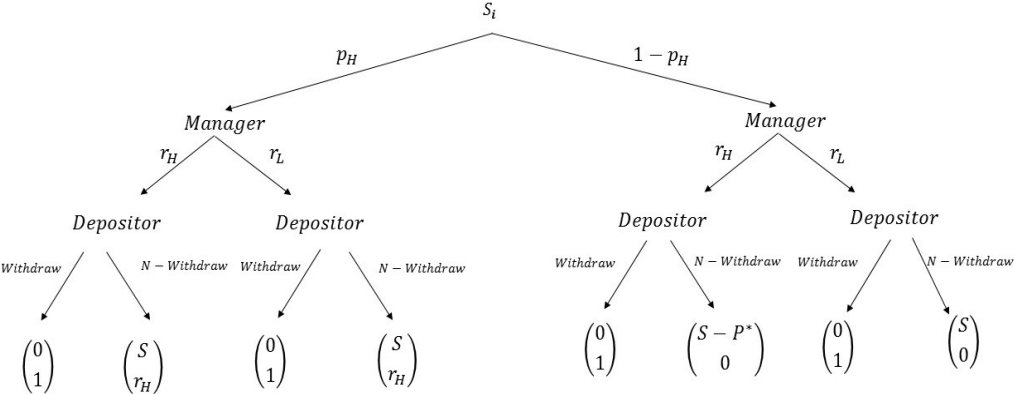 S_i
p_H 1 − p_H
Manager Manager
r_H r_L r_H r_L
Depositor Depositor Depositor Depositor
Withdraw N − Withdraw Withdraw N − Withdraw Withdraw N − Withdraw Withdraw N − Withdraw
(0 1) (S r_H) (0 1) (S r_H) (0 1) (S − P* 0) (0 1) (S 0)